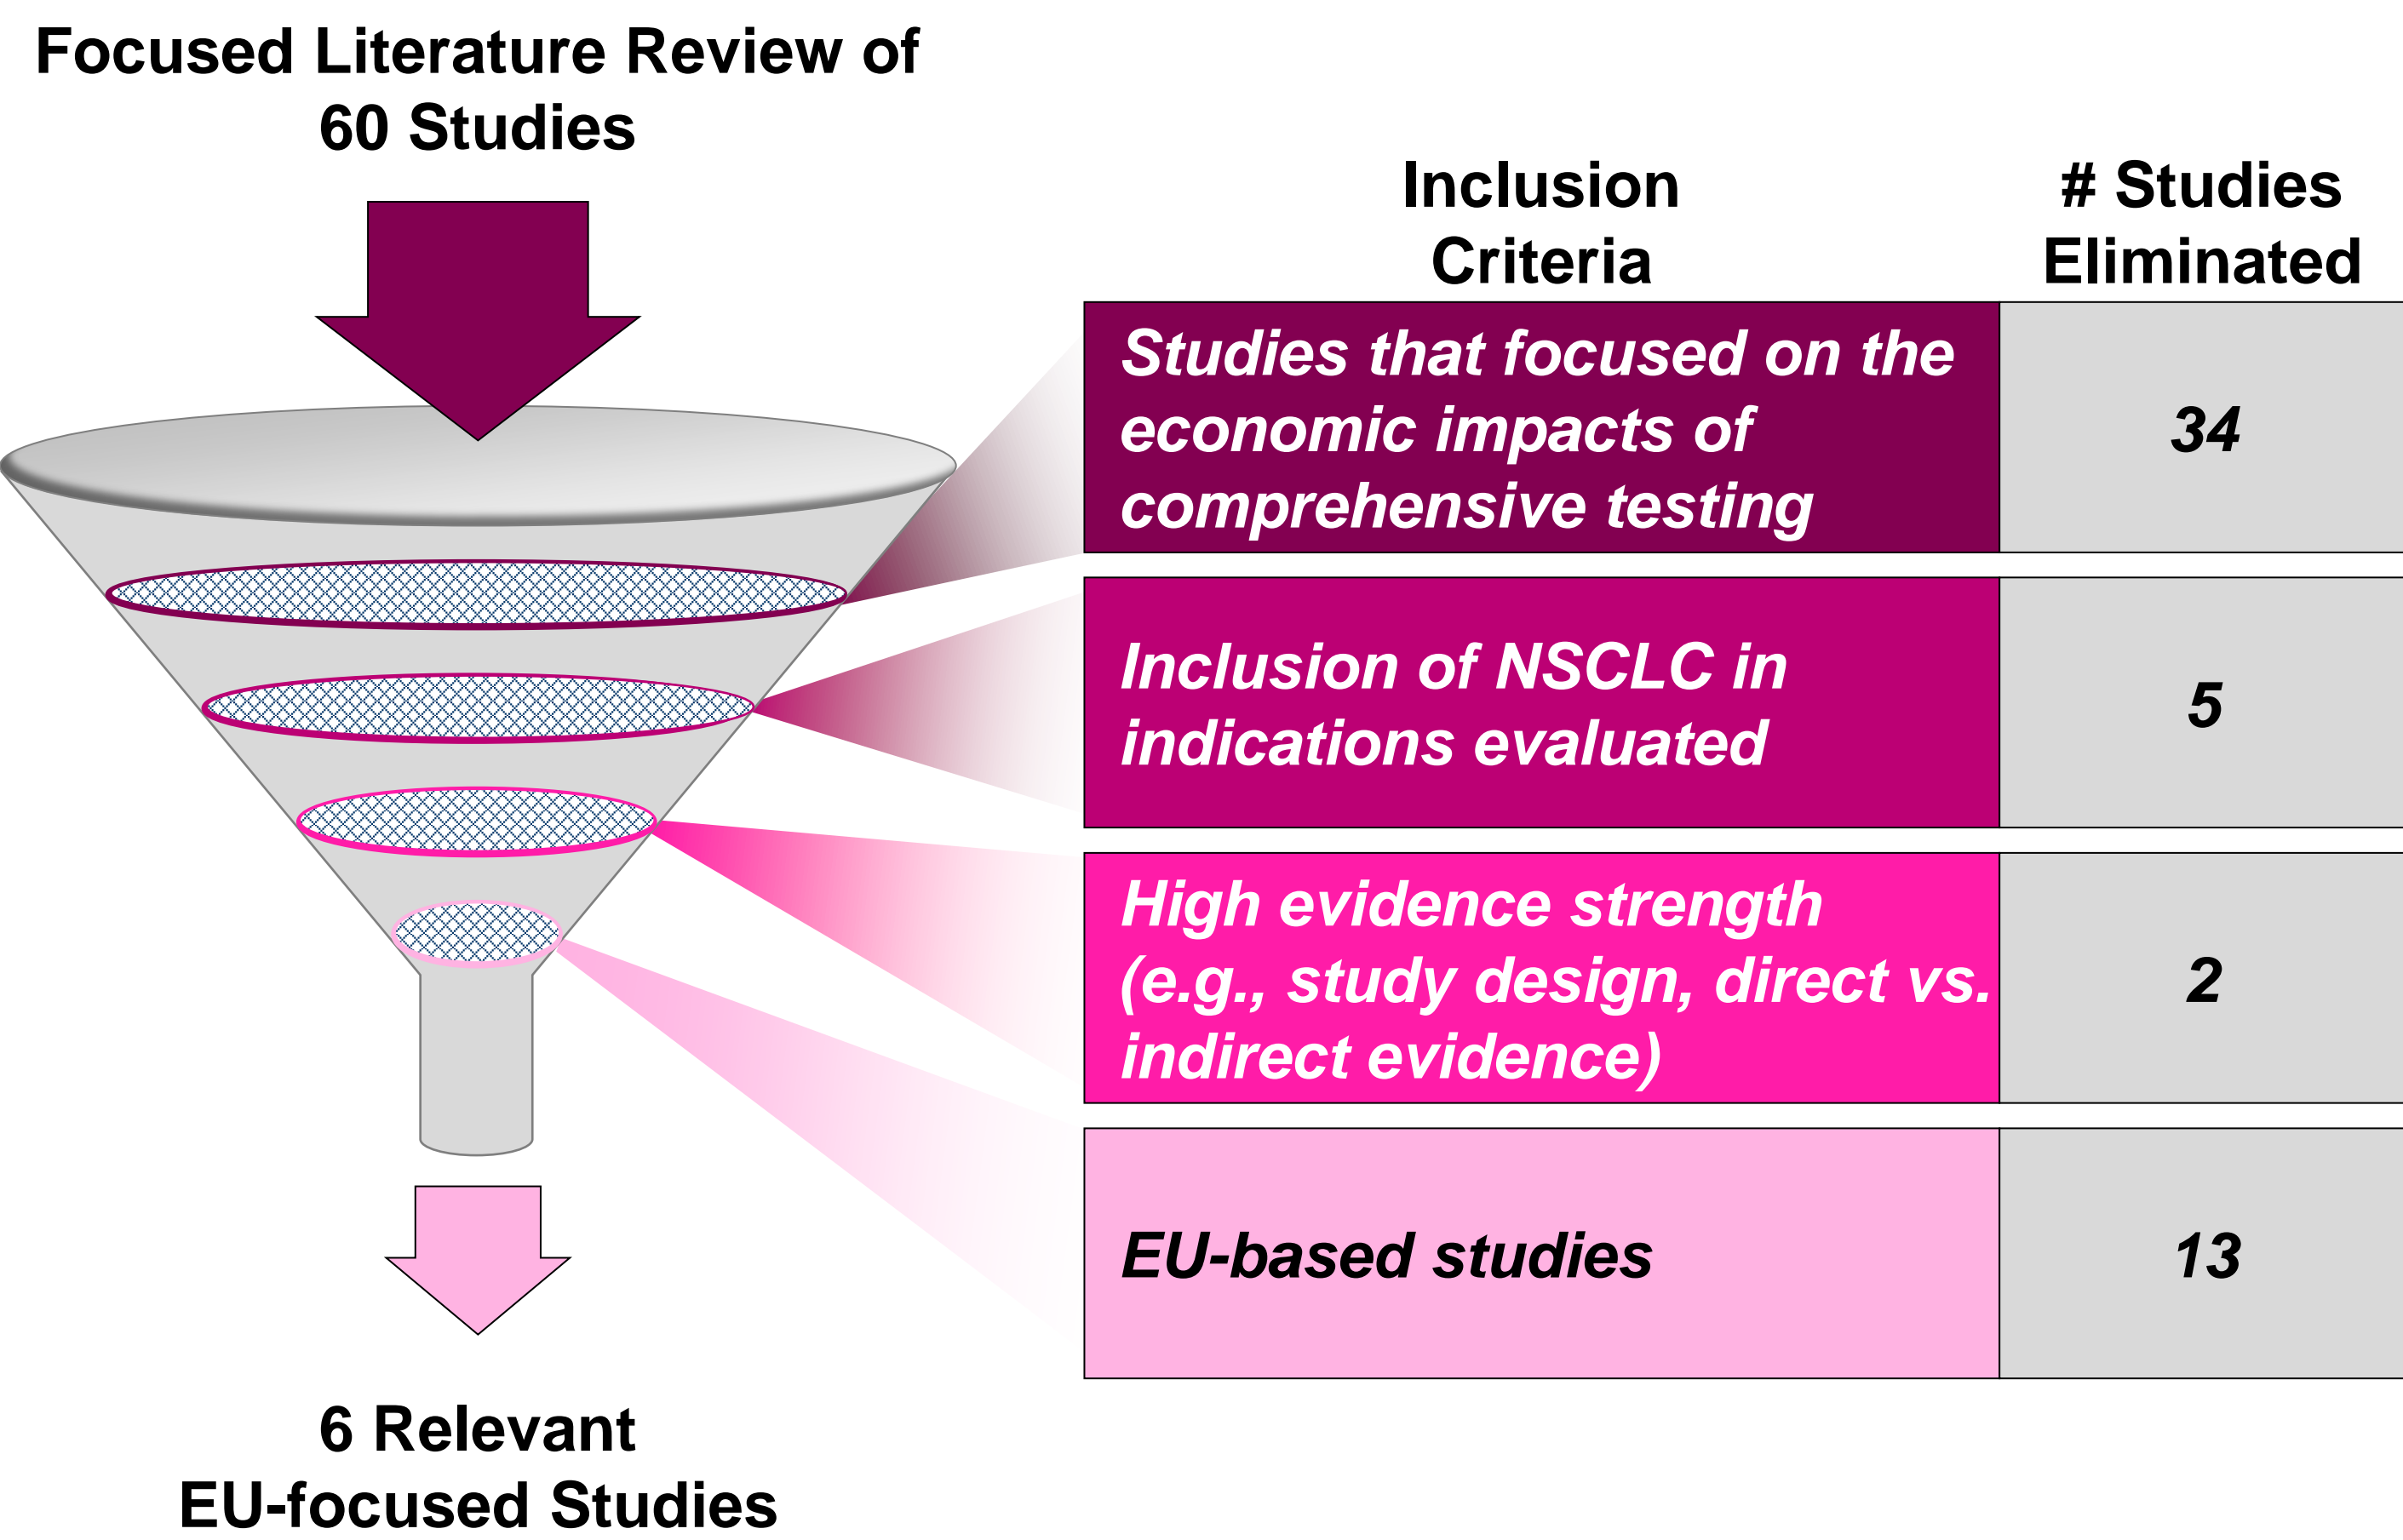 Focused Literature Review of
60 Studies
Inclusion
Criteria
# Studies
Eliminated
Studies that focused on the
economic impacts of
comprehensive testing
34
Inclusion of NSCLC in
indications evaluated
5
High evidence strength
(e.g., study design, direct vs.
indirect evidence)
2
EU-based studies
13
6 Relevant
EU-focused Studies